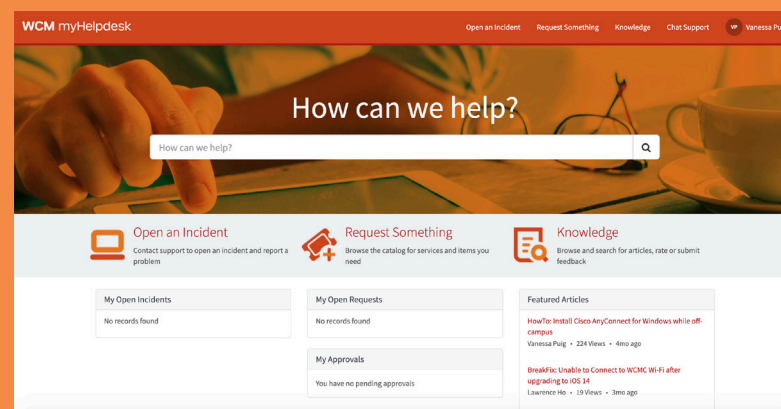 WCM myHelpdesk
Open an Incident Request Something Knowledge Chat Support VP Vanessa Pu
How can we help?
How can we help?
Open an Incident
Contact support to open an incident and report a
problem
Request Something
Browse the catalog for services and items you
need
Knowledge
Browse and search for articles, rate or submit
feedback
My Open Incidents
No records found
My Open Requests
No records found
My Approvals
You have no pending approvals
Featured Articles
HowTo: Install Cisco AnyConnect for Windows while off-
campus
Vanessa Puig • 224 Views • 4mo ago
BreakFix: Unable to Connect to WCMC Wi-Fi after
upgrading to iOS 14
Lawrence Ho • 19 Views • 3mo ago